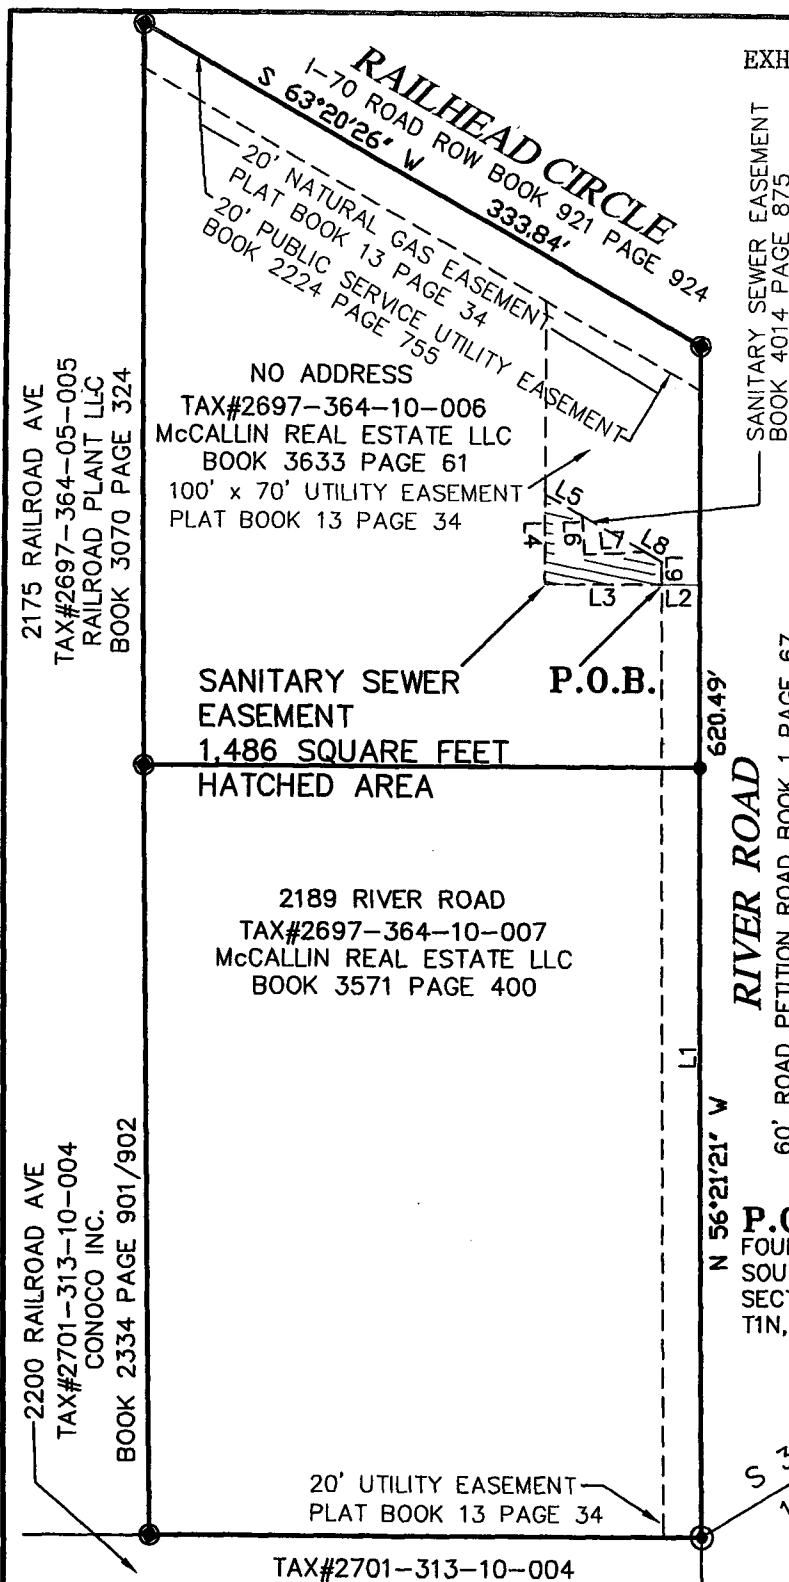 EXH
RAILHEAD CIRCLE
I-70 ROAD ROW BOOK 921 PAGE 924
S 63°20'26" W
333.84'
20' NATURAL GAS EASEMENT
PLAT BOOK 13 PAGE 34
20' PUBLIC SERVICE UTILITY EASEMENT
BOOK 2224 PAGE 755
SANITARY SEWER EASEMENT
BOOK 4014 PAGE 875
2175 RAILROAD AVE
TAX#2697-364-05-005
RAILROAD PLANT LLC
BOOK 3070 PAGE 324
NO ADDRESS
TAX#2697-364-10-006
McCALLIN REAL ESTATE LLC
BOOK 3633 PAGE 61
100' x 70' UTILITY EASEMENT
PLAT BOOK 13 PAGE 34
L5
L4
L6
L7
L8
L9
L3
L2
SANITARY SEWER
EASEMENT
1,486 SQUARE FEET
HATCHED AREA
P.O.B.
620.49'
RIVER ROAD
60' ROAD PETITION ROAD BOOK 1 PAGE 67
2189 RIVER ROAD
TAX#2697-364-10-007
McCALLIN REAL ESTATE LLC
BOOK 3571 PAGE 400
L1
N 56°21'21" W
2200 RAILROAD AVE
TAX#2701-313-10-004
CONOCO INC.
BOOK 2334 PAGE 901/902
FOU
SOU
SECT
T1N,
S
20' UTILITY EASEMENT
PLAT BOOK 13 PAGE 34
TAX#2701-313-10-004